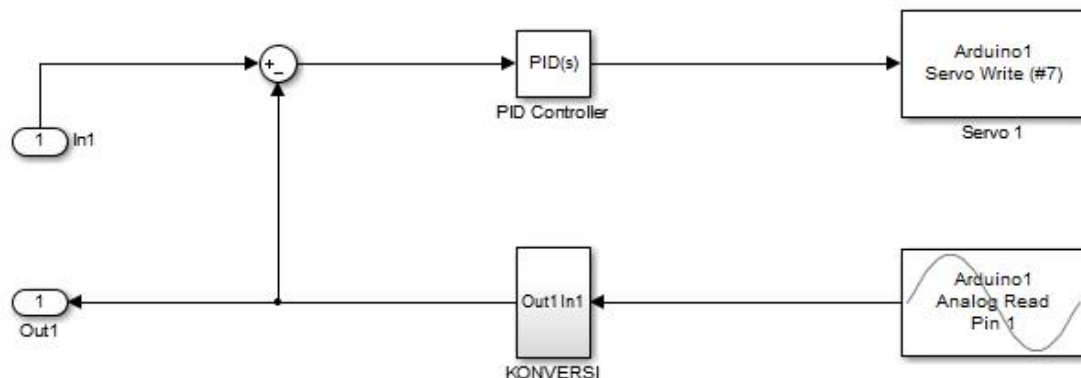 Arduino1
Servo Write (#7)
Servo 1
+
−
PID(s)
PID Controller
1
In1
1
Out1
Out1 In1
KONVERSI
Arduino1
Analog Read
Pin 1